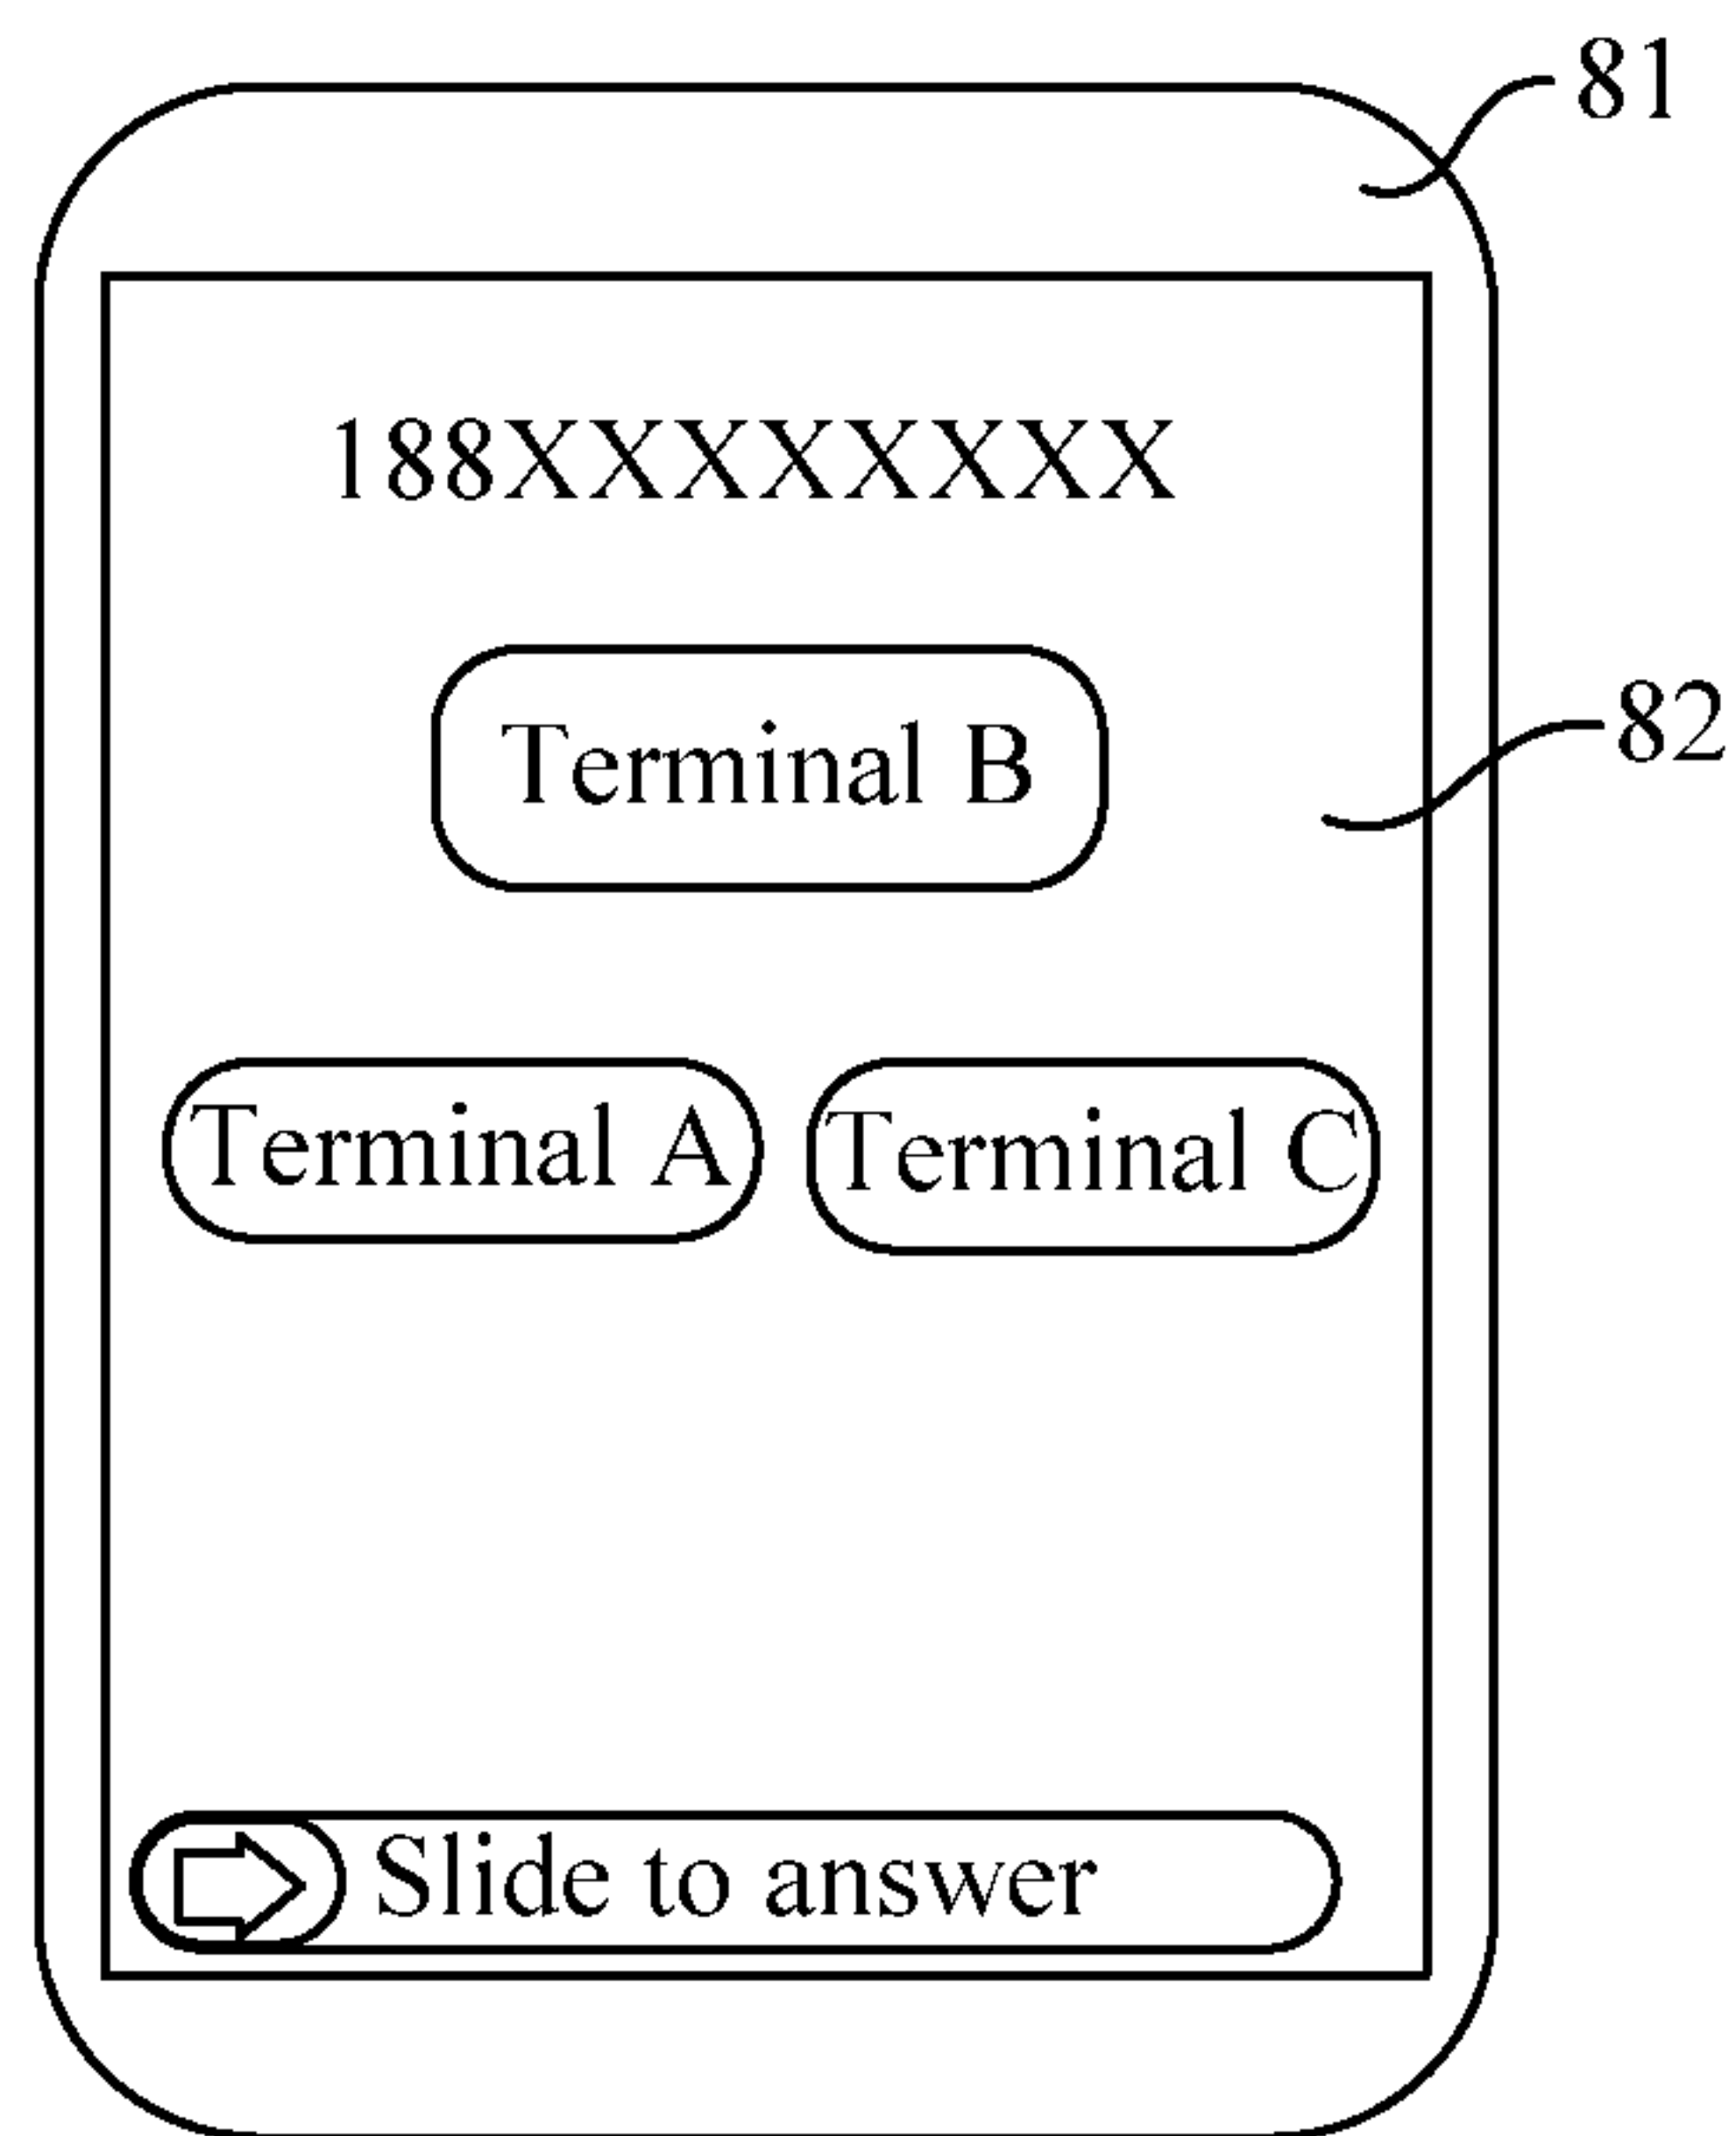 81
188XXXXXXXX
Terminal B
82
Terminal A
Terminal C
Slide to answer